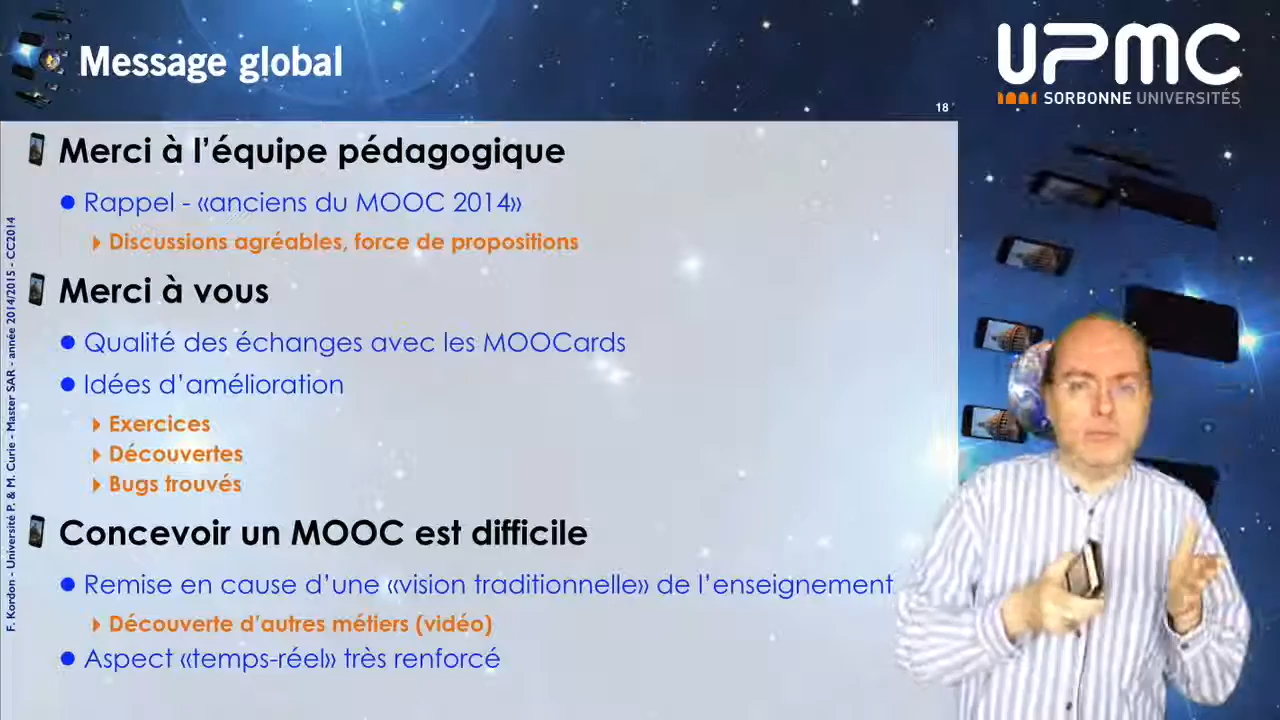 Message global
UPMC
SORBONNE UNIVERSITÉS
18
Merci à l'équipe pédagogique
Rappel - «anciens du MOOC 2014»
Discussions agréables, force de propositions
Merci à vous
Qualité des échanges avec les MOOCards
Idées d'amélioration
Exercices
Découvertes
Bugs trouvés
Concevoir un MOOC est difficile
Remise en cause d'une «vision traditionnelle» de l'enseignement
Découverte d'autres métiers (vidéo)
Aspect «temps-réel» très renforcé
F. Kordon - Université P. & M. Curie - Master SAR - année 2014/2015 - CC2014